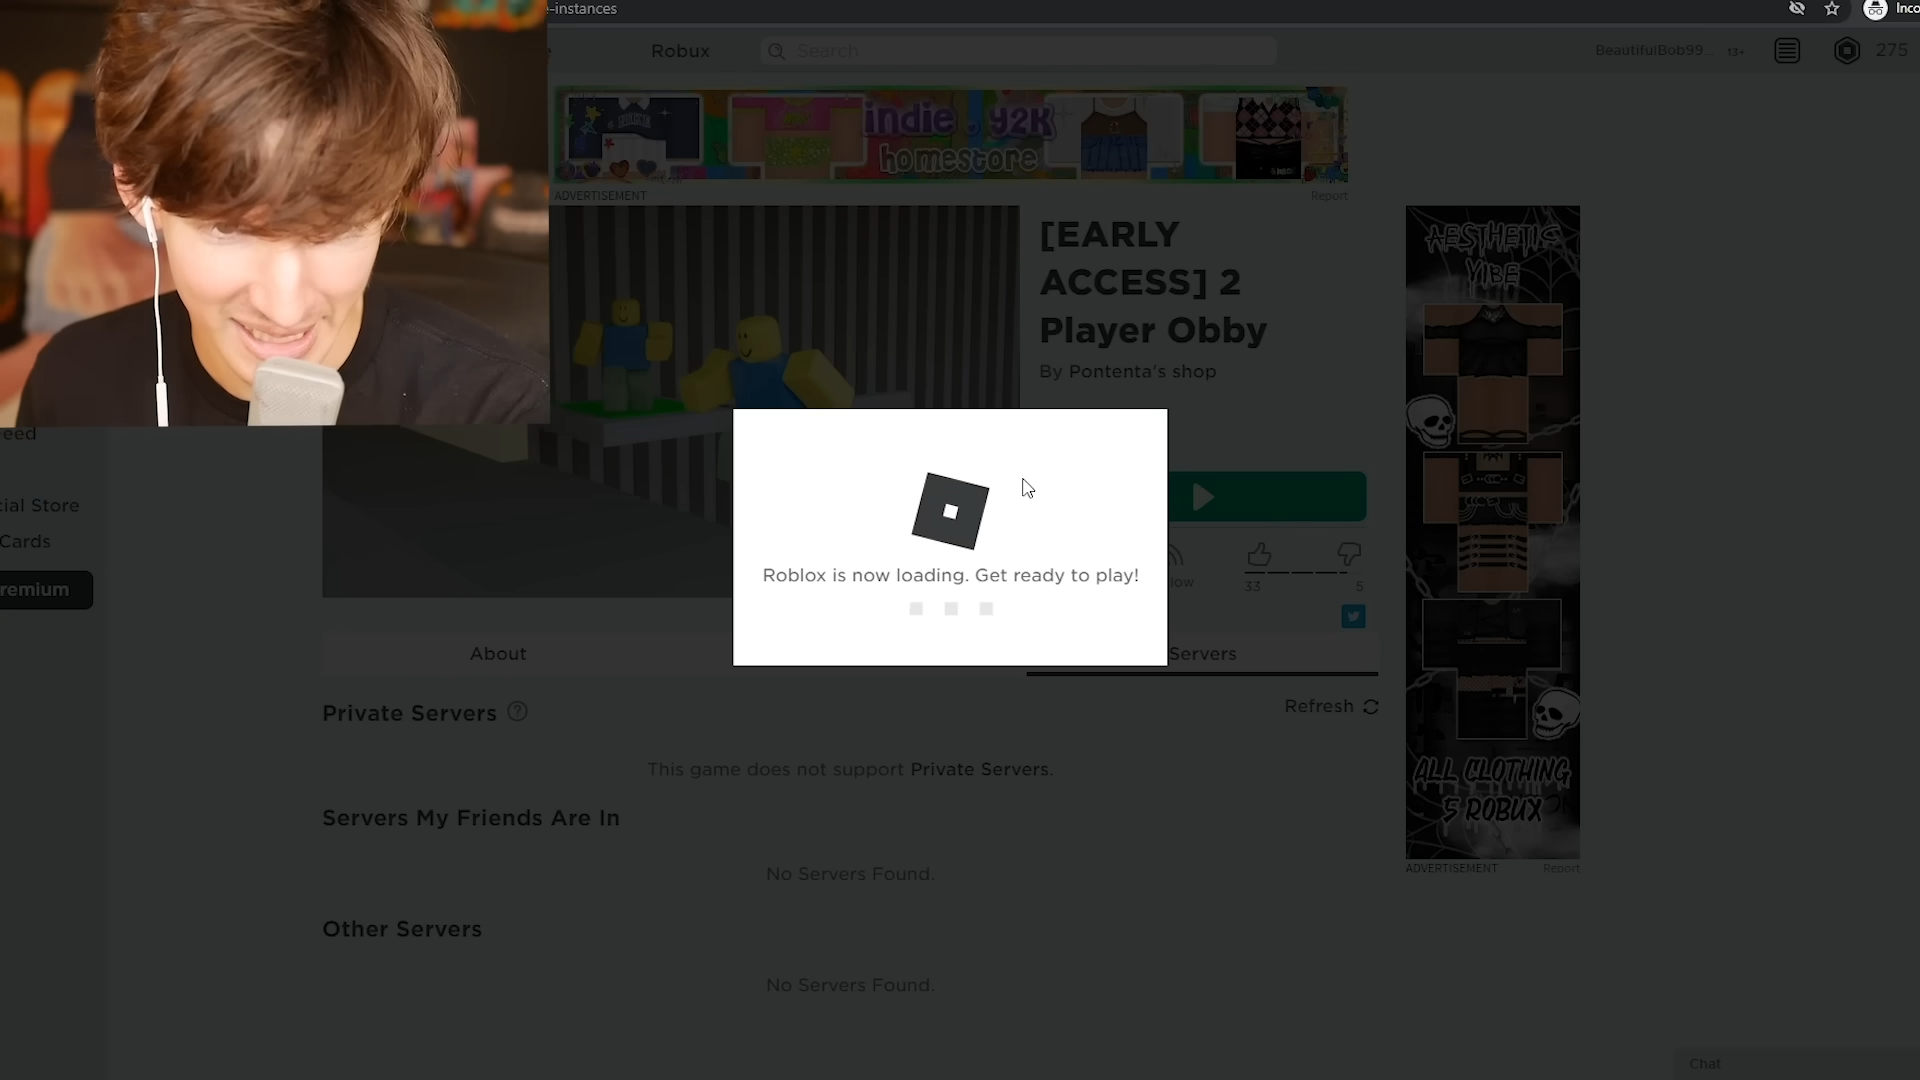 -instances
Inco
Robux
Search
BeautifulBob99...
13+
275
indie . y2k
homestore
ADVERTISEMENT
Report
[EARLY
ACCESS] 2
Player Obby
By Pontenta's shop
AESTHETIC
VIBE
eed
ial Store
Cards
remium
Roblox is now loading. Get ready to play!
low
33
5
About
Servers
Private Servers
Refresh
This game does not support Private Servers.
Servers My Friends Are In
No Servers Found.
Other Servers
No Servers Found.
ALL CLOTHING
5 ROBUX
ADVERTISEMENT
Report
Chat